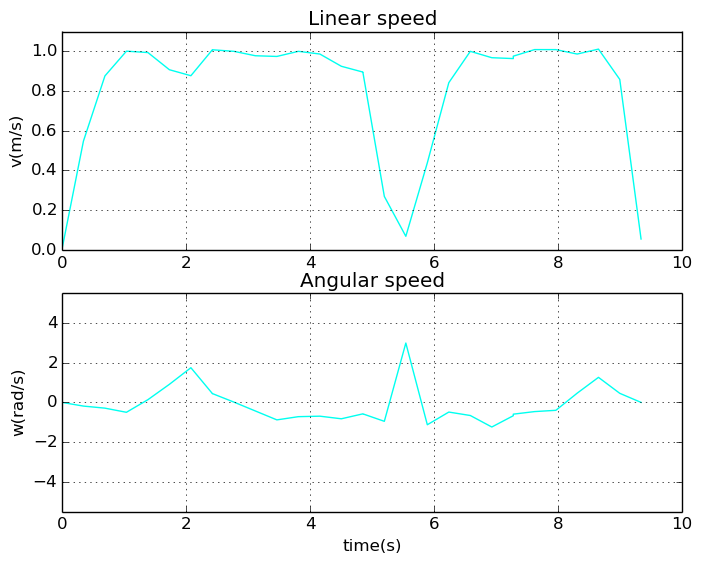 Linear speed
1.0
0.8
0.6
0.4
0.2
0.0
v(m/s)
0 2 4 6 8 10
Angular speed
4
2
0
−2
−4
w(rad/s)
0 2 4 6 8 10
time(s)